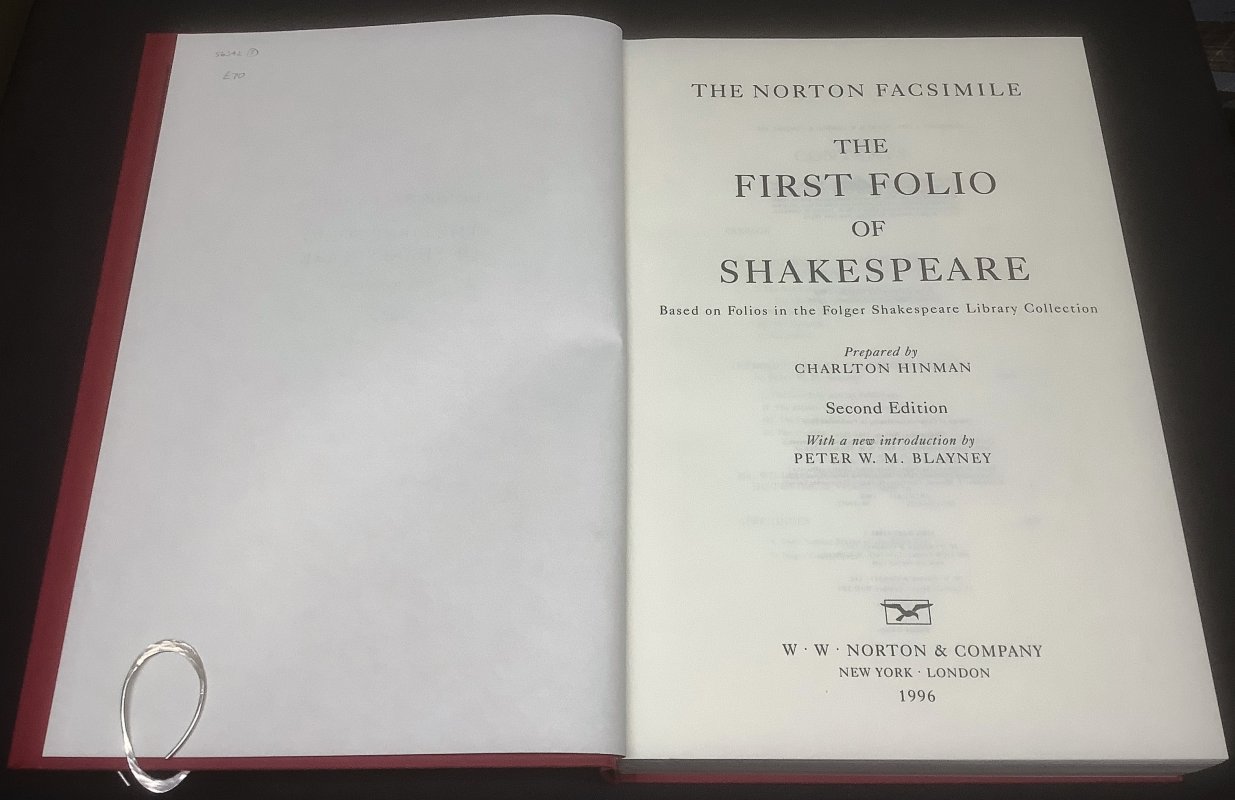 £70
THE NORTON FACSIMILE
THE
FIRST FOLIO
OF
SHAKESPEARE
Based on Folios in the Folger Shakespeare Library Collection
Prepared by
CHARLTON HINMAN
Second Edition
With a new introduction by
PETER W. M. BLAYNEY
W · W · NORTON & COMPANY
NEW YORK · LONDON
1996